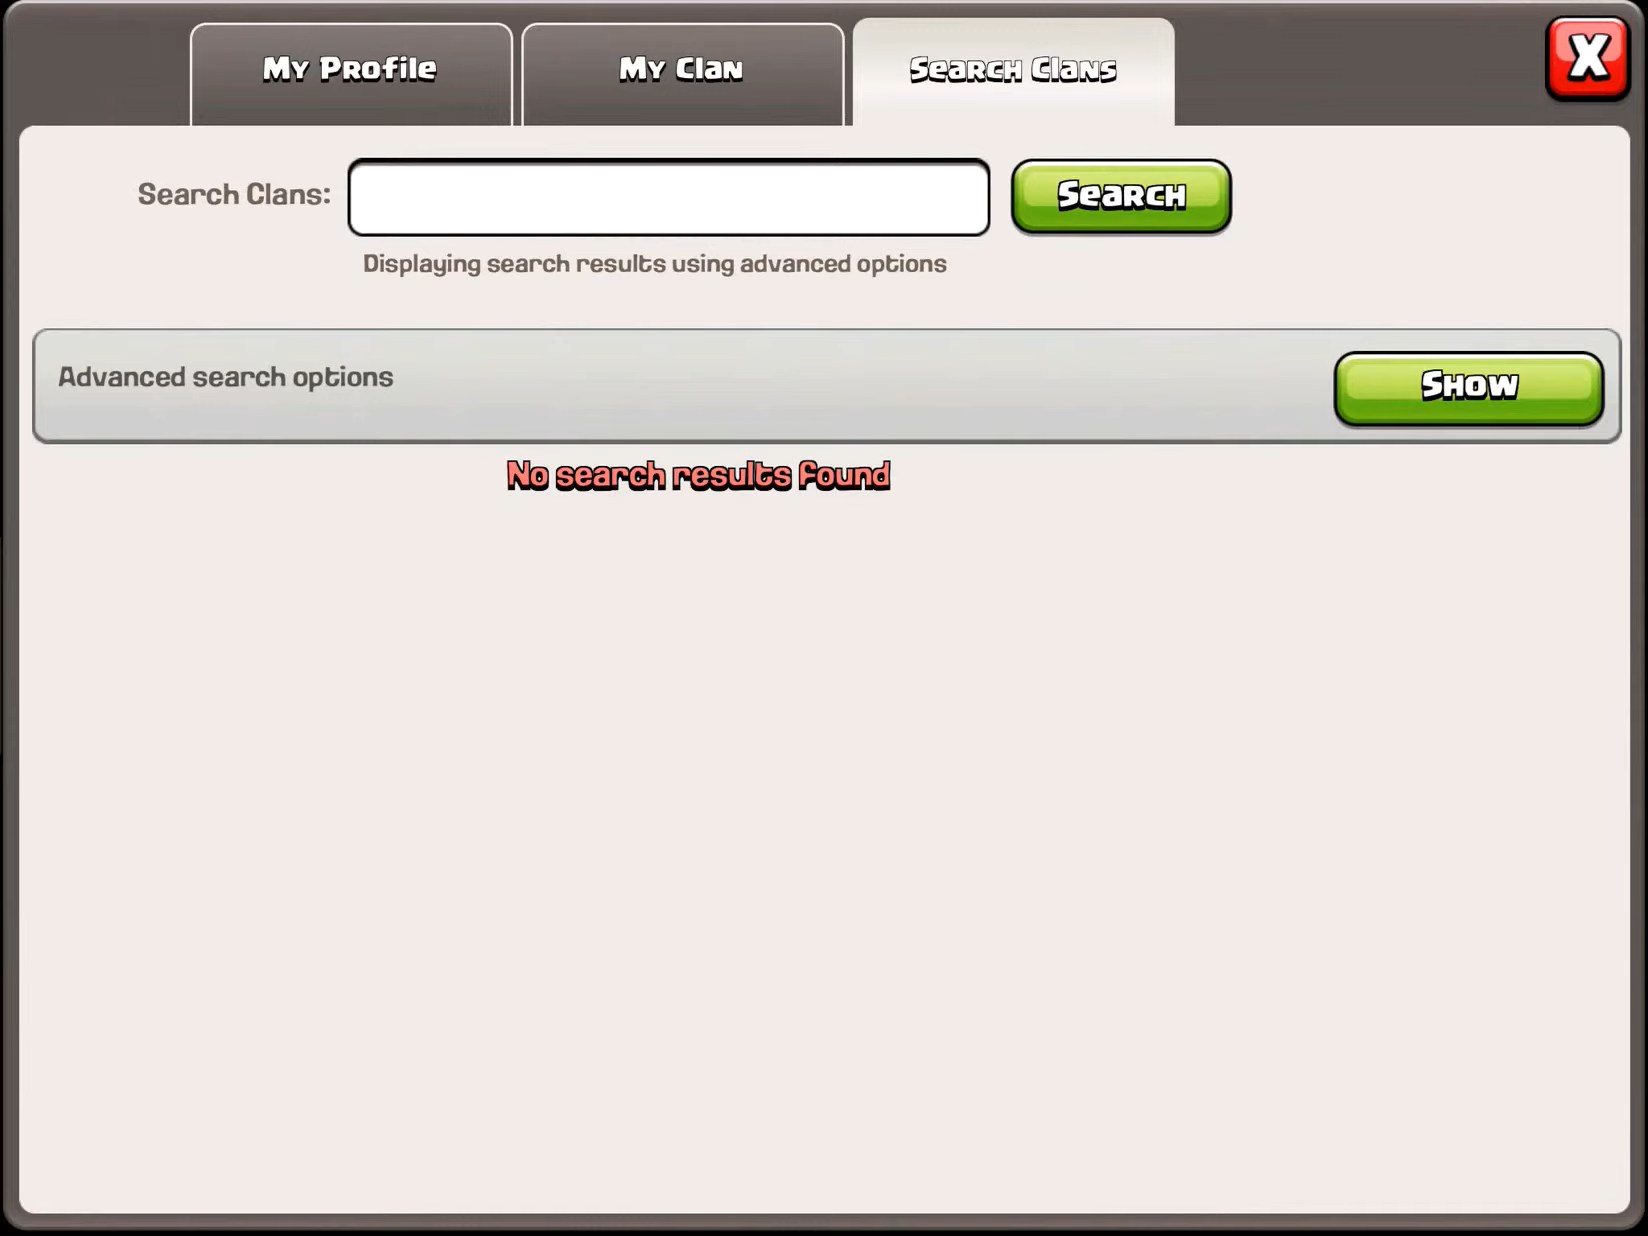 My Profile
My Clan
Search Clans
X
Search Clans:
Search
Displaying search results using advanced options
Advanced search options
Show
No search results found